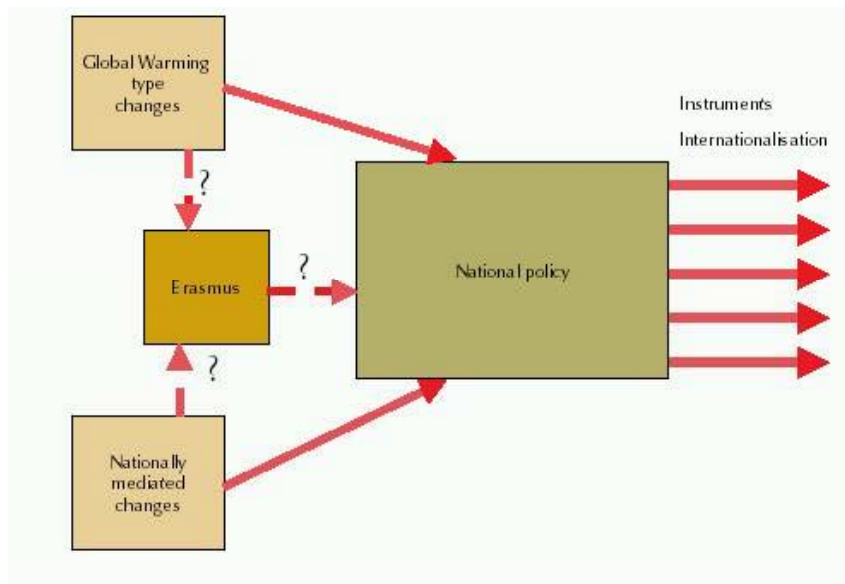 Global Warming
type
changes
Instruments
Internationalisation
?
Erasmus
?
National policy
?
Nationally
mediated
changes